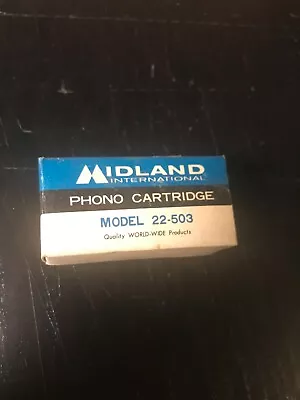 MIDLAND
INTERNATIONAL
PHONO CARTRIDGE
MODEL 22-503
Quality WORLD-WIDE Products